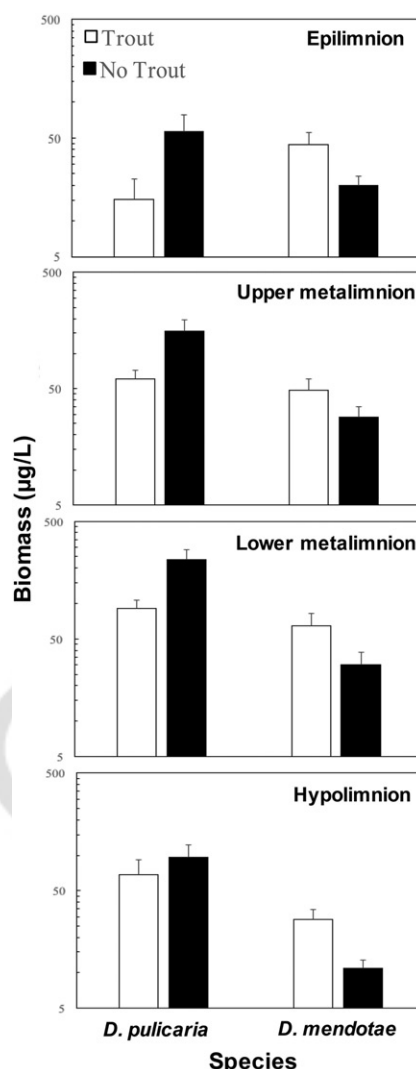 500
Trout
Epilimnion
No Trout
50
5
500
Upper metalimnion
50
5
Biomass (µg/L)
500
Lower metalimnion
50
5
500
Hypolimnion
50
5
D. pulicaria D. mendotae
Species